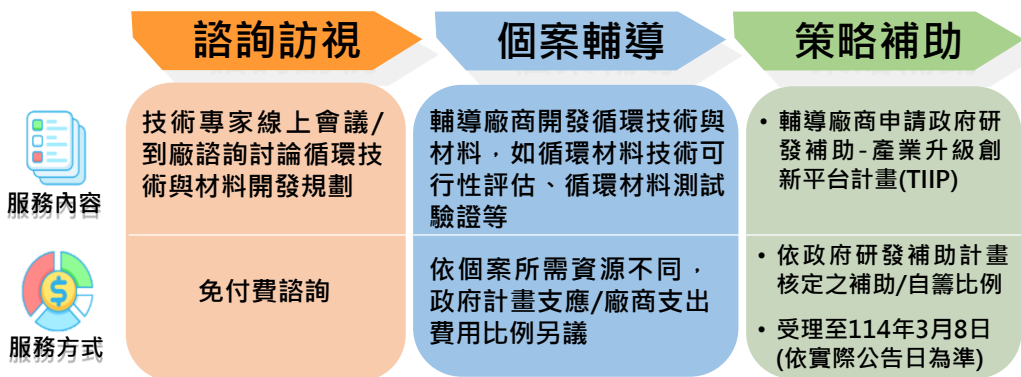 諮詢訪視
個案輔導
策略補助
服務內容
技術專家線上會議/
到廠諮詢討論循環技
術與材料開發規劃
輔導廠商開發循環技術與
材料，如循環材料技術可
行性評估、循環材料測試
驗證等
• 輔導廠商申請政府研
發補助-產業升級創
新平台計畫(TIIP)
服務方式
免付費諮詢
依個案所需資源不同，
政府計畫支應/廠商支出
費用比例另議
• 依政府研發補助計畫
核定之補助/自籌比例
• 受理至114年3月8日
(依實際公告日為準)